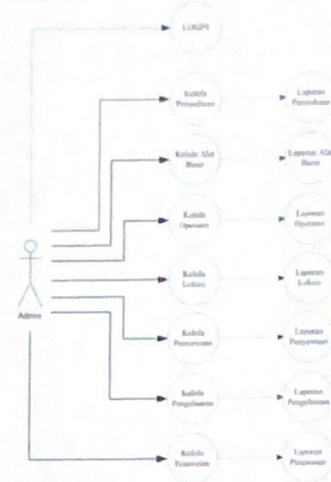 LOGIN
Kelola
Perusahaan
Laporan
Perusahaan
Kelola Alat
Berat
Laporan Alat
Berat
Kelola
Operator
Laporan
Operator
Kelola
Lokasi
Laporan
Lokasi
Admin
Kelola
Penyewaan
Laporan
Penyewaan
Kelola
Pengeluaran
Laporan
Pengeluaran
Kelola
Perawatan
Laporan
Perawatan